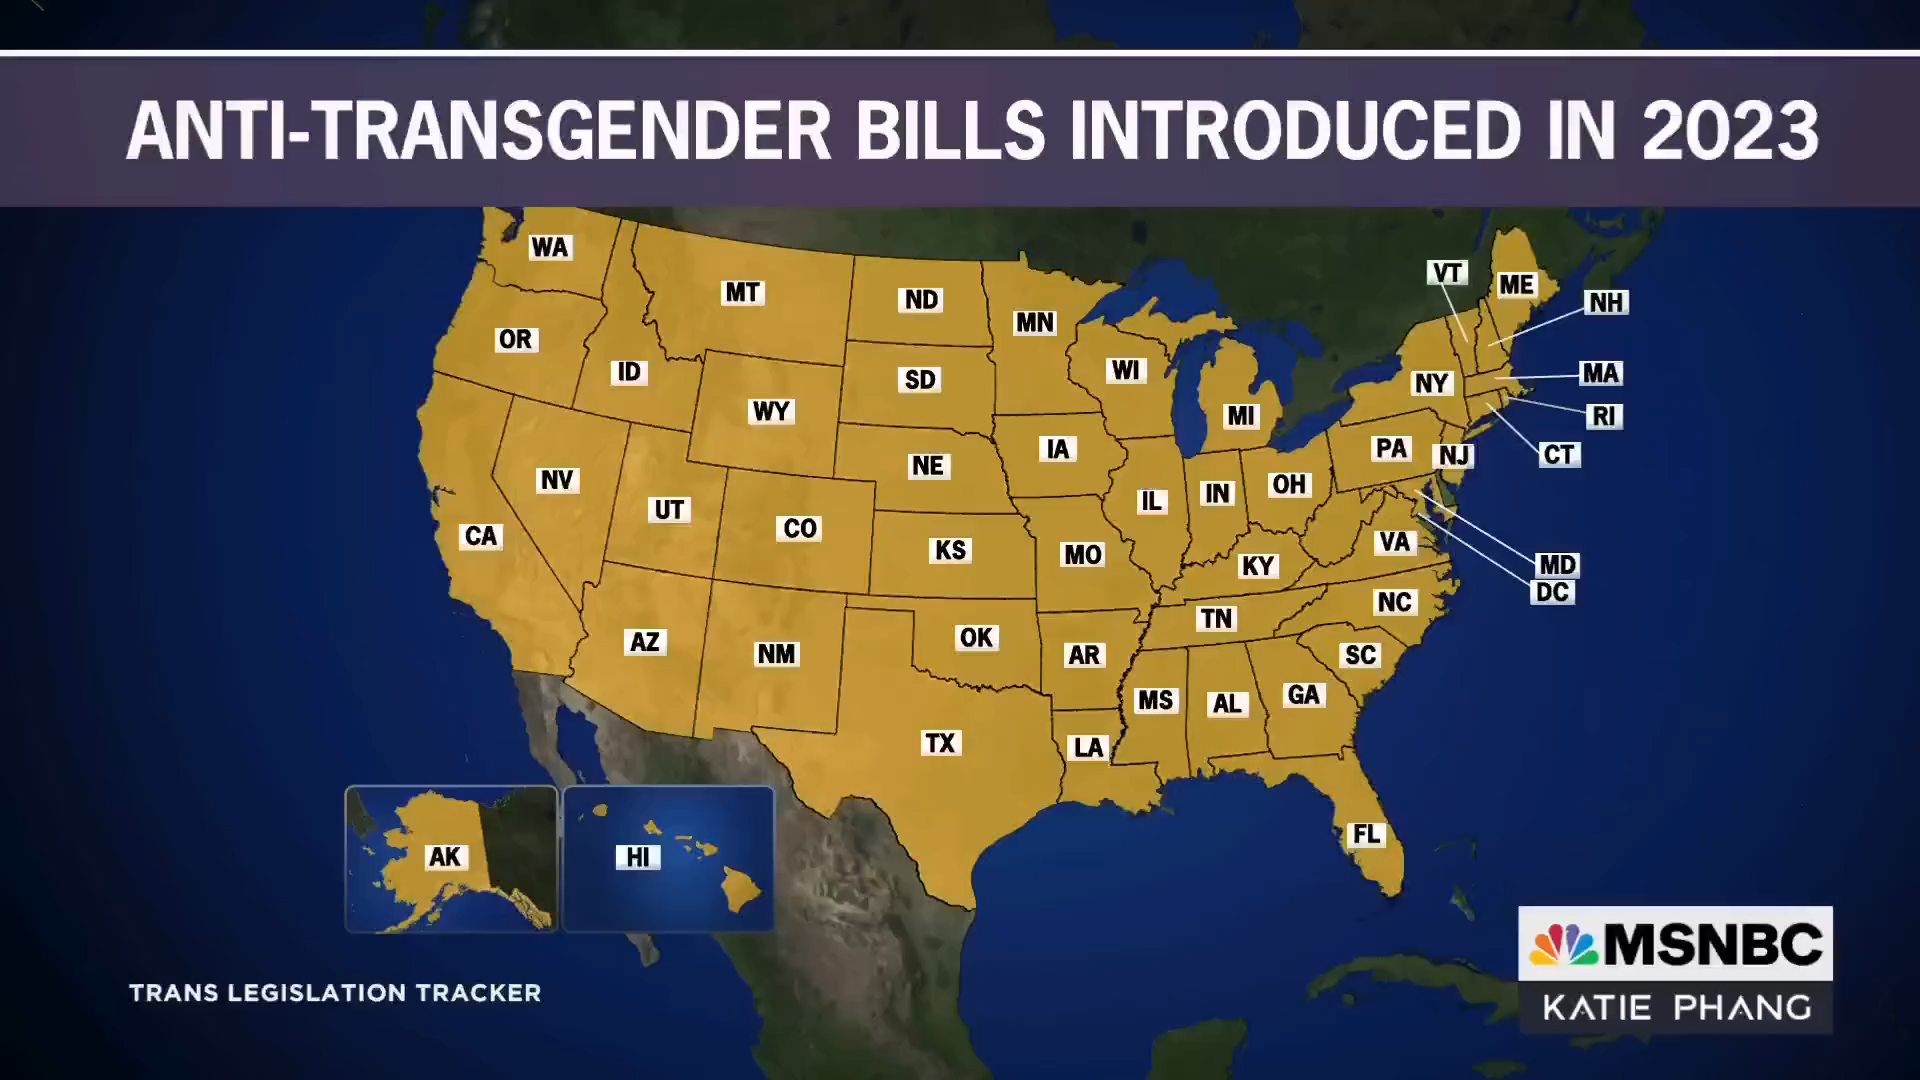 ANTI-TRANSGENDER BILLS INTRODUCED IN 2023
WA
MT
ND
MN
VT
ME
NH
OR
ID
SD
WI
MI
NY
MA
RI
WY
NE
IA
PA
NJ
CT
NV
UT
CO
IL
IN
OH
CA
KS
MO
KY
VA
MD
DC
AZ
NM
OK
AR
TN
NC
SC
MS
AL
GA
TX
LA
FL
AK
HI
MSNBC
KATIE PHANG
TRANS LEGISLATION TRACKER